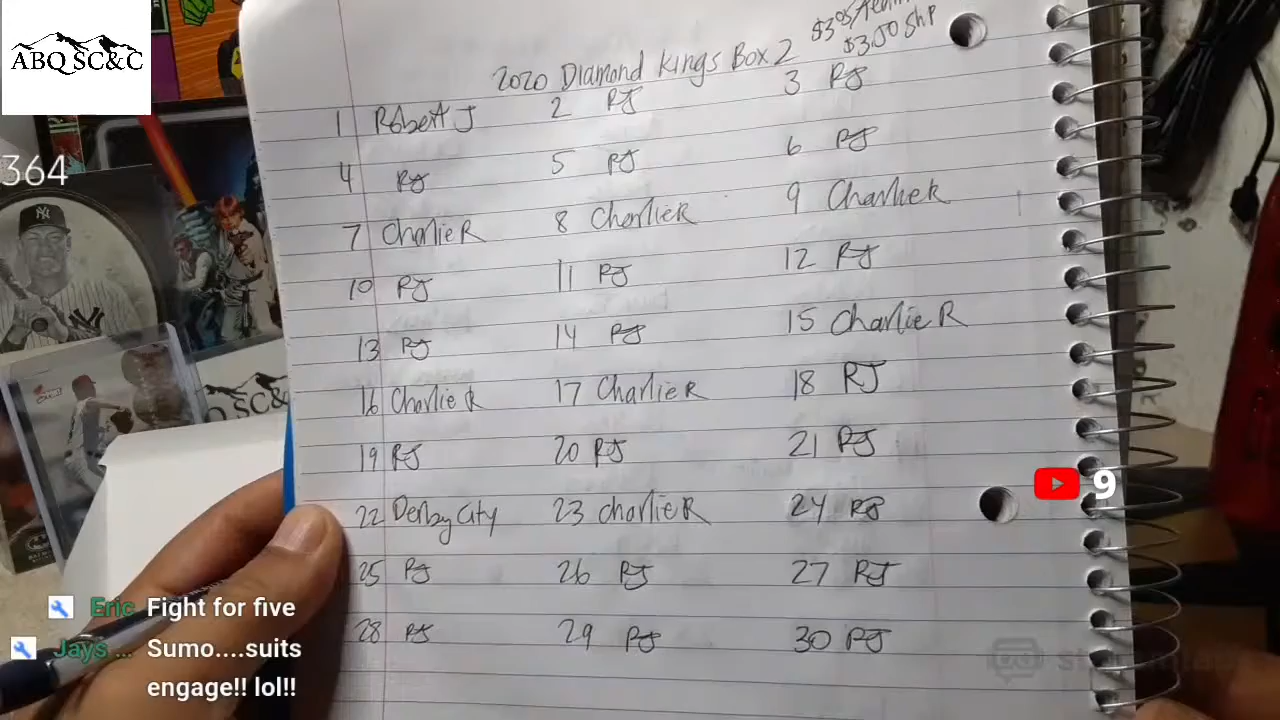 ABQ SC&C
$3.50 Shp
2020 Diamond Kings Box 2
1 Robert J 2 RJ 3 RJ
4 RJ 5 RJ 6 RJ
364
7 Charlie R 8 Charlie R 9 Charlie R
10 RJ 11 RJ 12 RJ
13 RJ 14 RJ 15 Charlie R
16 Charlie R 17 Charlie R 18 RJ
SC&C
19 RJ 20 RJ 21 RJ
9
22 Derby City 23 Charlie R 24 RJ
25 RJ 26 RJ 27 RJ
28 RJ 29 RJ 30 RJ
Eric Fight for five
Jays ... Sumo....suits
engage!! lol!!